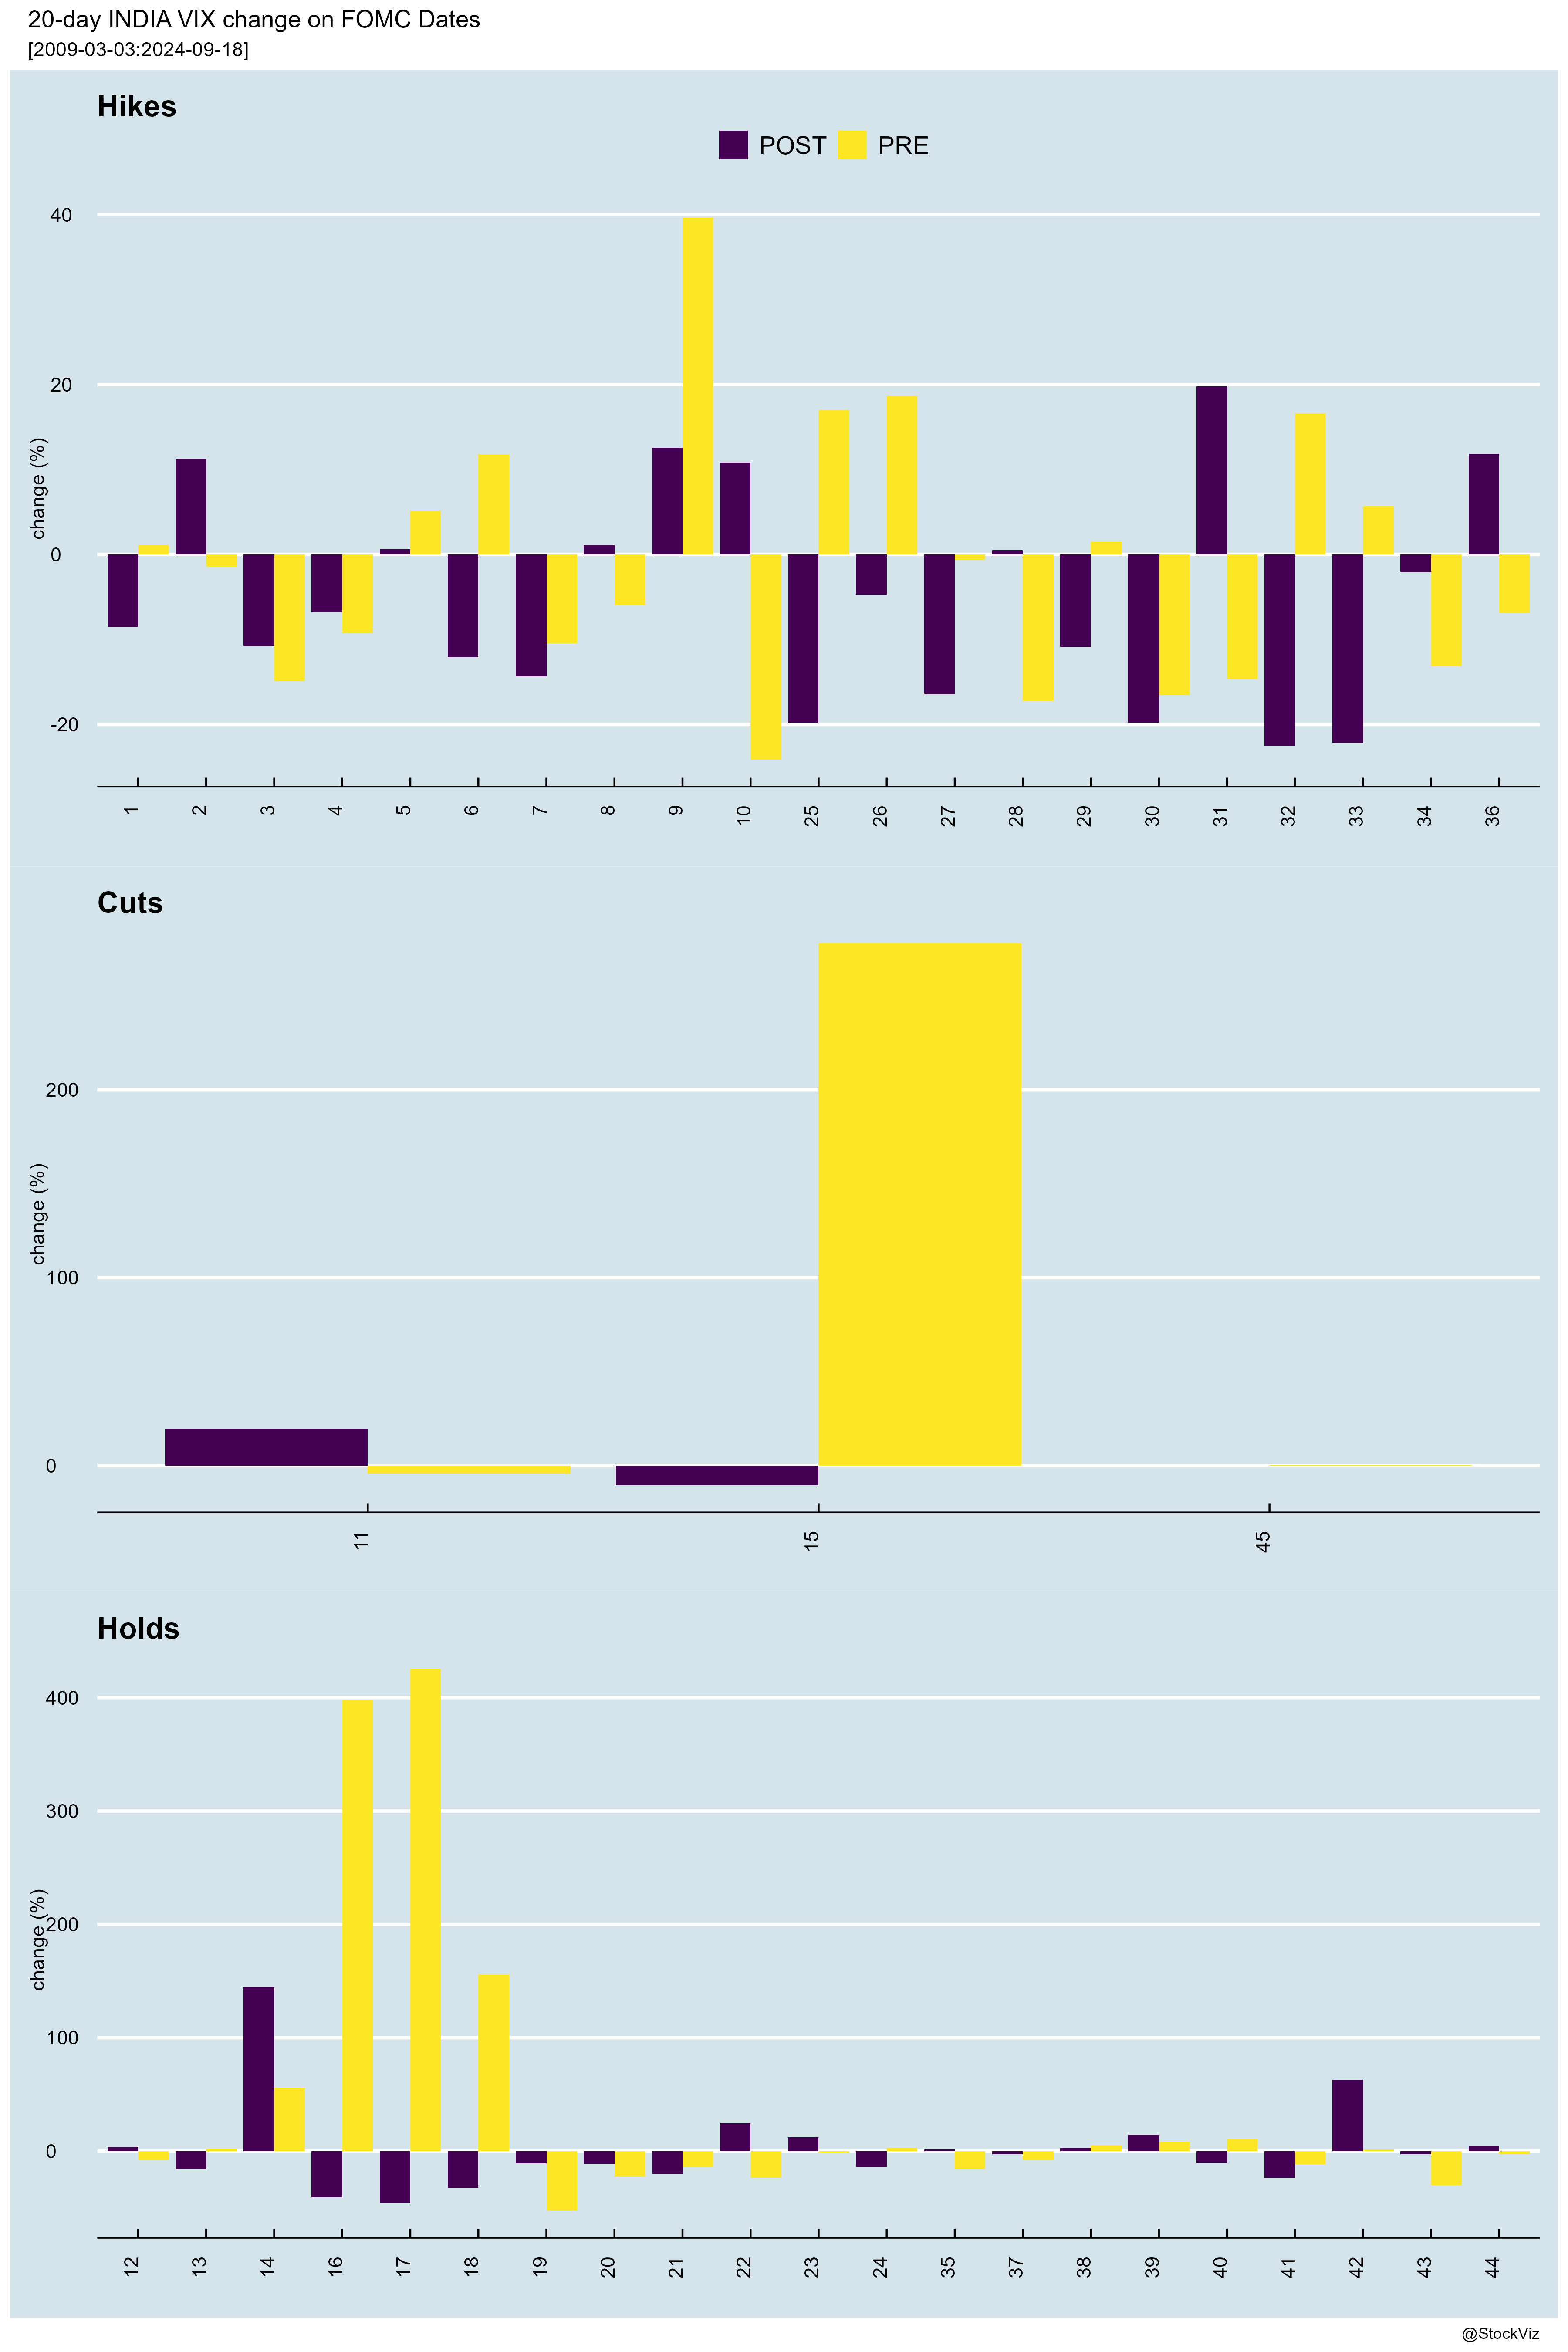 20-day INDIA VIX change on FOMC Dates
[2009-03-03:2024-09-18]
Hikes
POST PRE
change (%)
40
20
0
-20
1 2 3 4 5 6 7 8 9 10 25 26 27 28 29 30 31 32 33 34 36
Cuts
change (%)
200
100
0
11 15 45
Holds
change (%)
400
300
200
100
0
12 13 14 16 17 18 19 20 21 22 23 24 35 37 38 39 40 41 42 43 44
@StockViz